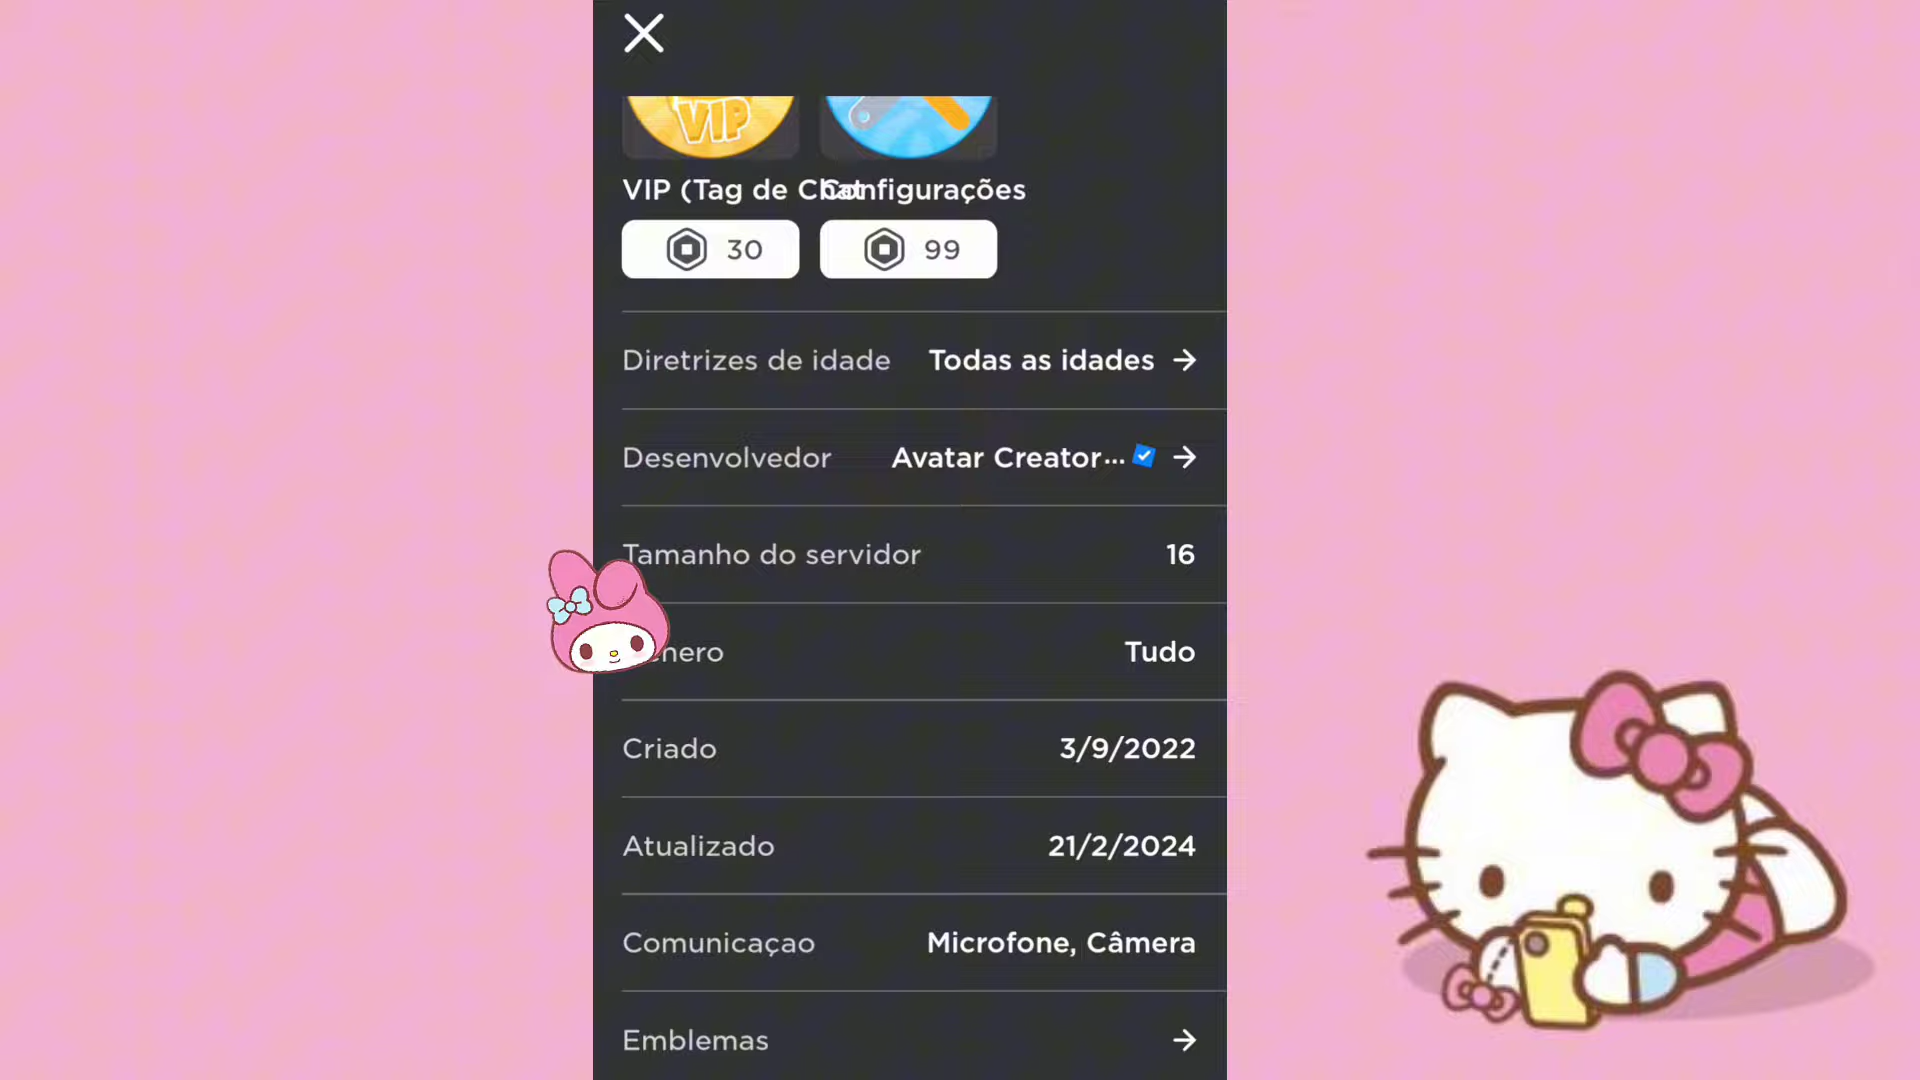 VIP
VIP (Tag de Chat
Configurações
30
99
Diretrizes de idade Todas as idades
Desenvolvedor Avatar Creator...
Tamanho do servidor 16
nero Tudo
Criado 3/9/2022
Atualizado 21/2/2024
Comunicaçao Microfone, Câmera
Emblemas